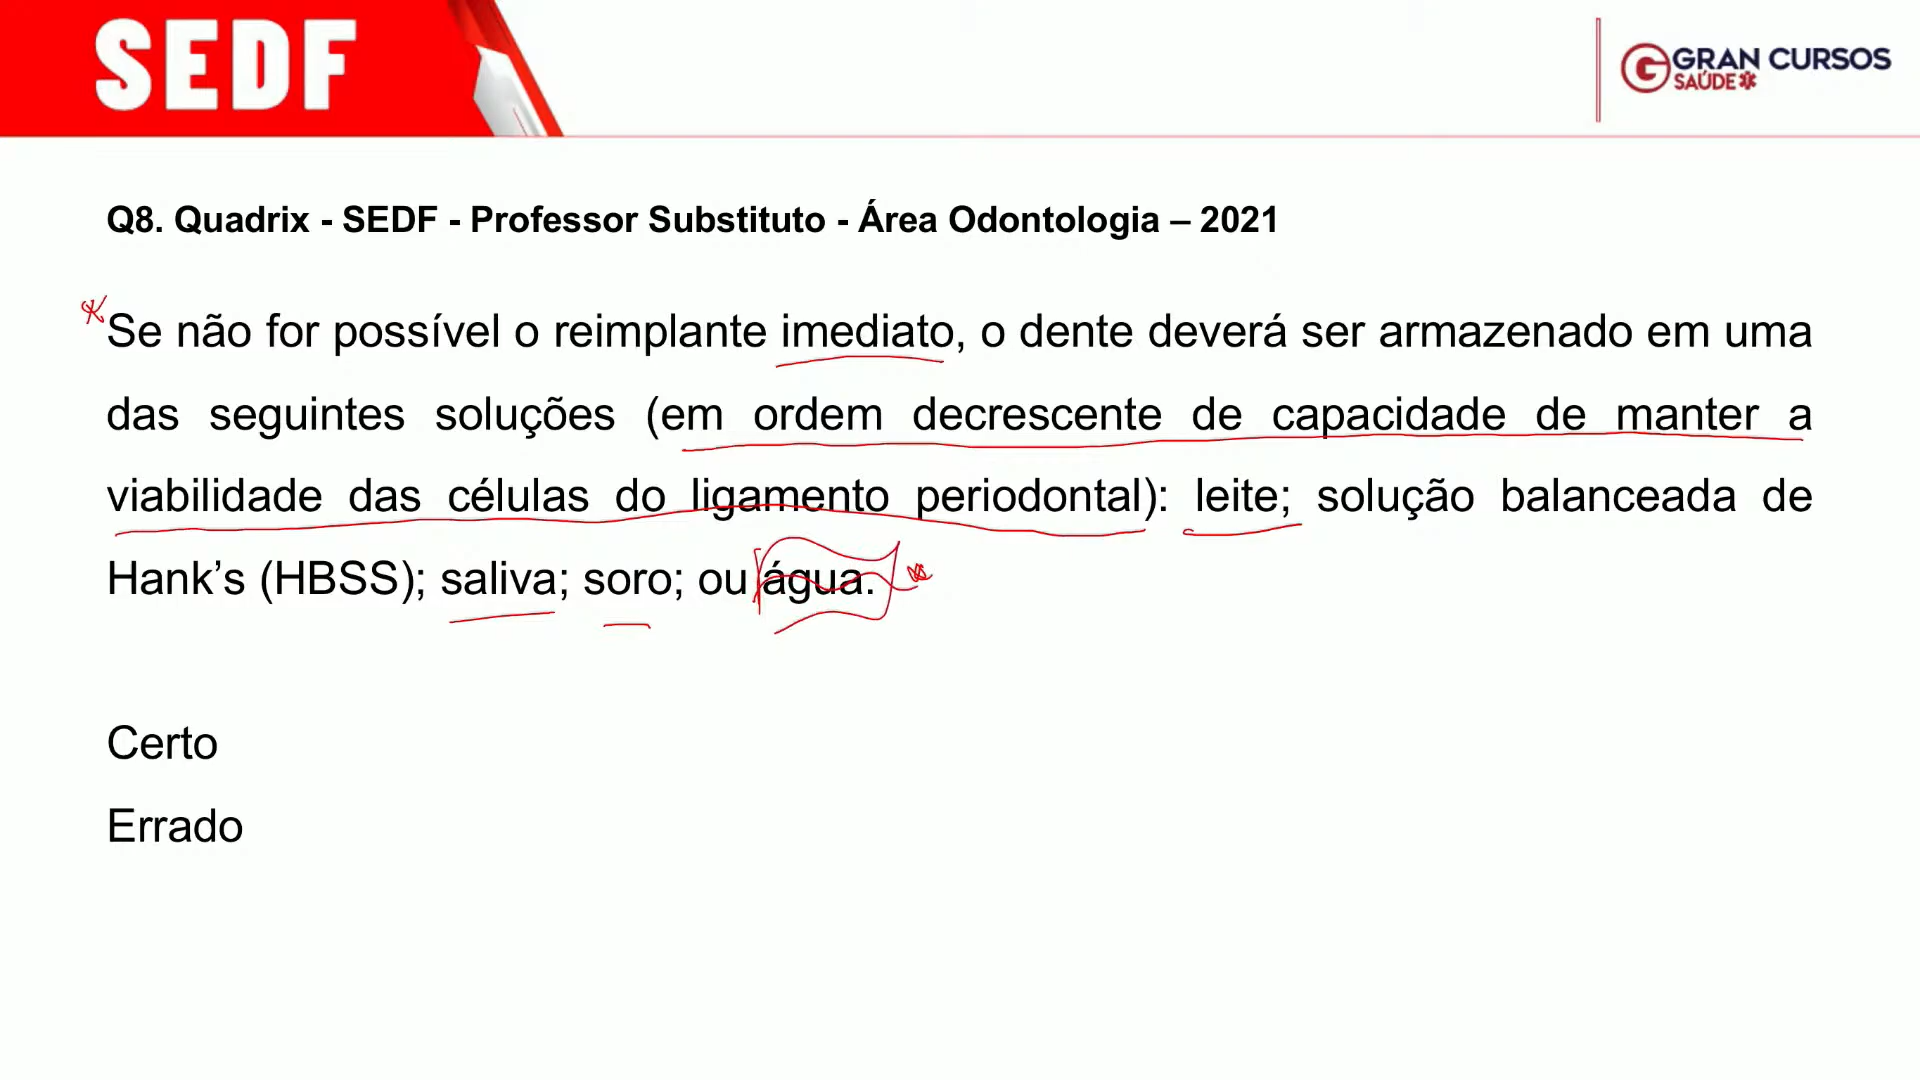 SEDF
GRAN CURSOS
SAÚDE
Q8. Quadrix - SEDF - Professor Substituto - Área Odontologia – 2021
Se não for possível o reimplante imediato, o dente deverá ser armazenado em uma
das seguintes soluções (em ordem decrescente de capacidade de manter a
viabilidade das células do ligamento periodontal): leite; solução balanceada de
Hank’s (HBSS); saliva; soro; ou água.
Certo
Errado